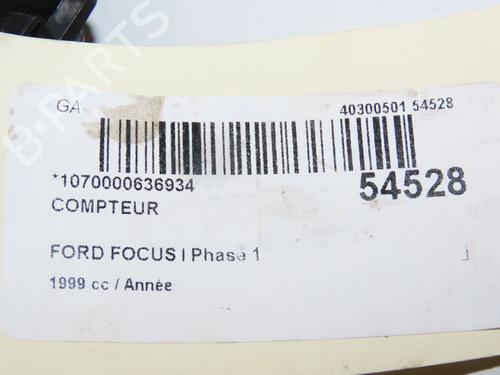 GA
40300501 54528
*1070000636934
54528
COMPTEUR
FORD FOCUS I Phase 1
1999 cc / Année
B-PARTS